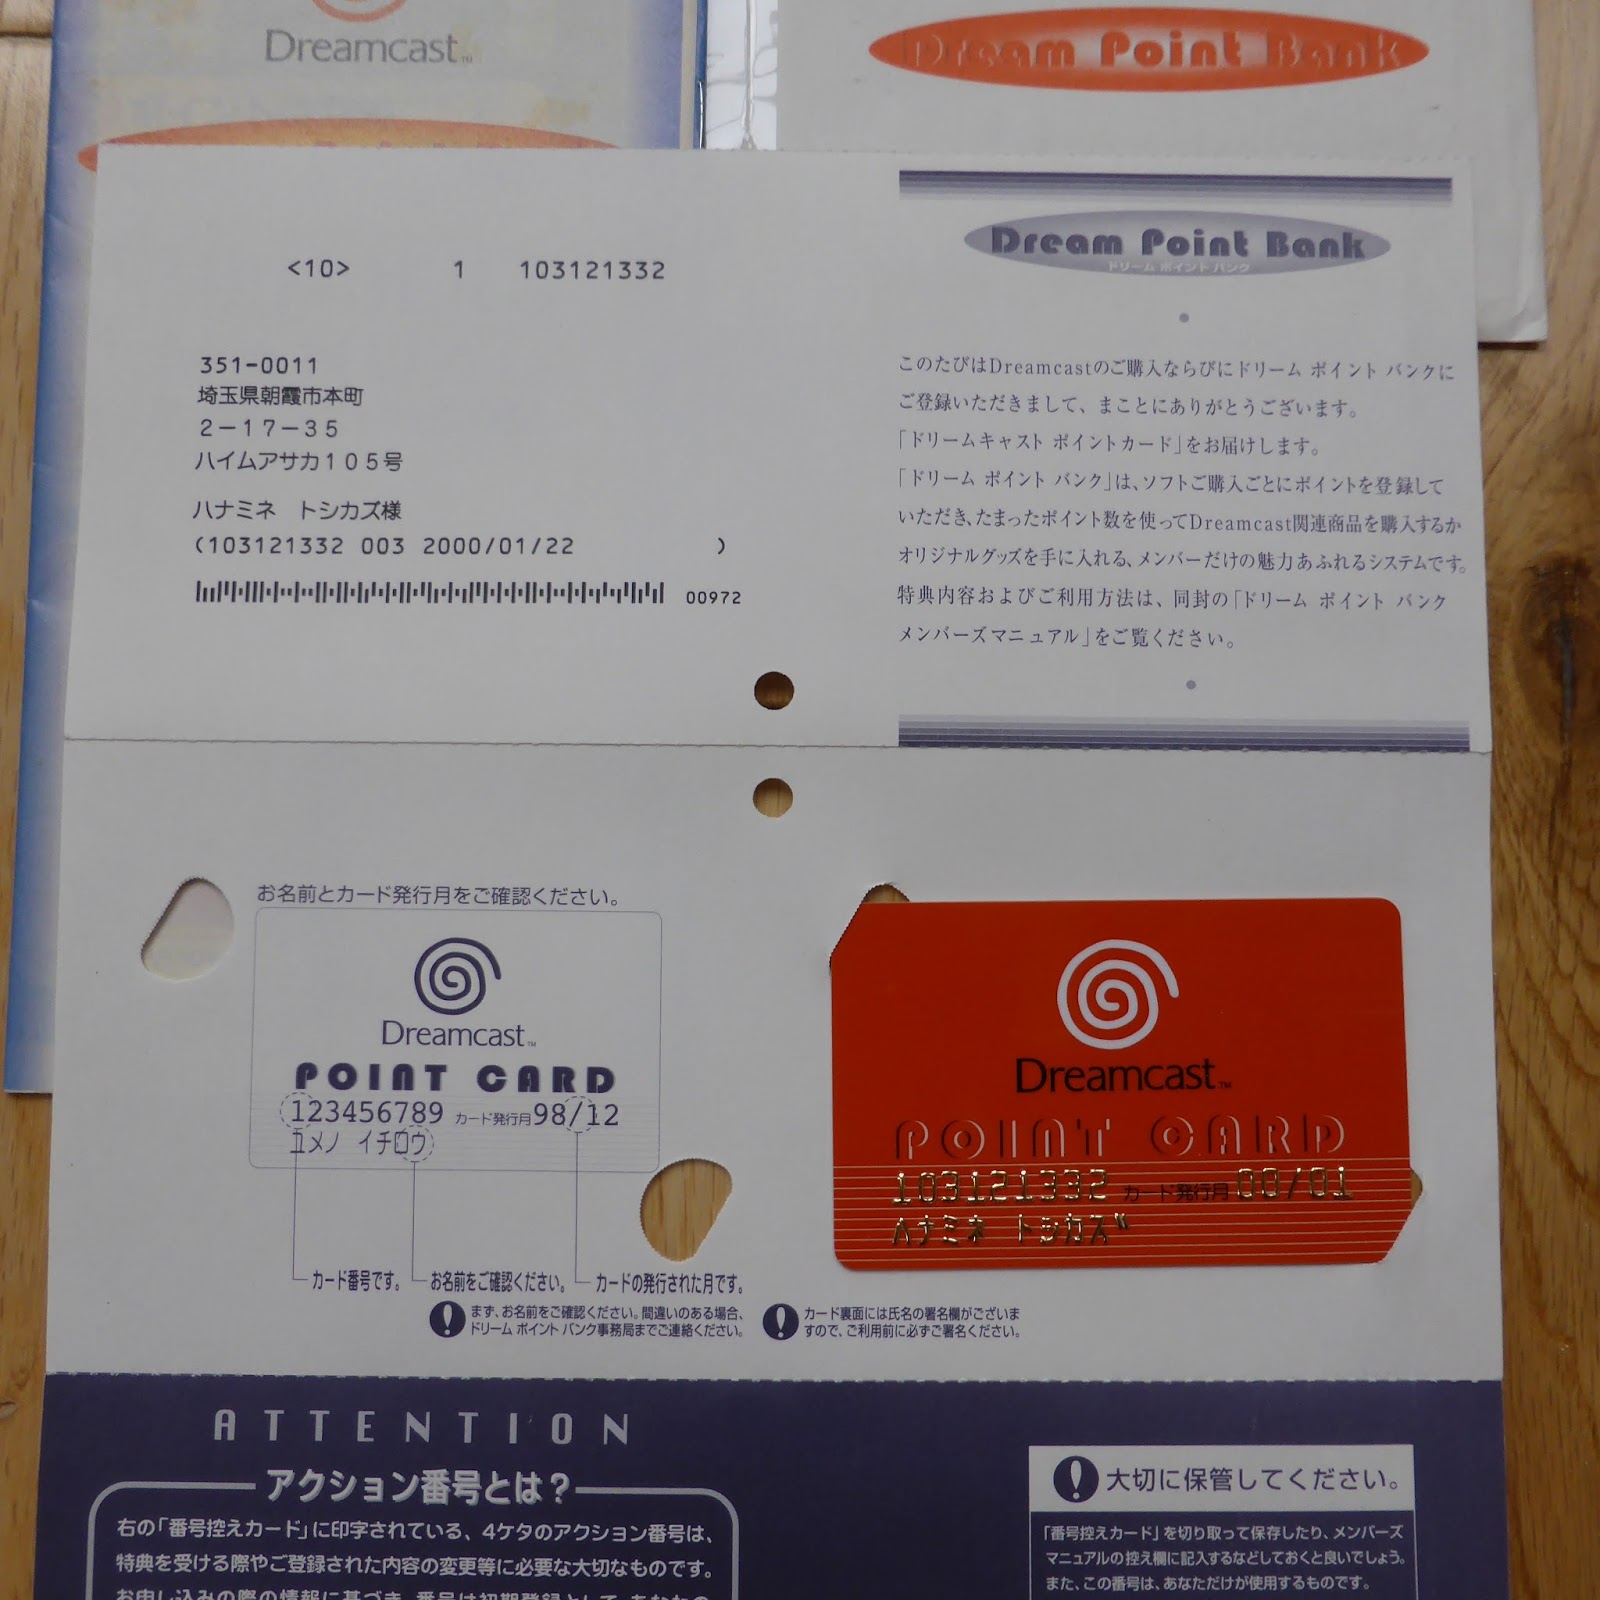 Dreamcast™
Dream Point Bank
<10> 1 103121332
351-0011
埼玉県朝霞市本町
2－17－35
ハイムアサカ105号
ハナミネ トシカズ様
(103121332 003 2000/01/22 )
00972
Dream Point Bank
ドリーム ポイント バンク
このたびはDreamcastのご購入ならびにドリーム ポイント バンクに
ご登録いただきまして、まことにありがとうございます。
「ドリームキャスト ポイントカード」をお届けします。
「ドリーム ポイント バンク」は、ソフトご購入ごとにポイントを登録して
いただき、たまったポイント数を使ってDreamcast関連商品を購入するか
オリジナルグッズを手に入れる、メンバーだけの魅力あふれるシステムです。
特典内容およびご利用方法は、同封の「ドリーム ポイント バンク
メンバーズマニュアル」をご覧ください。
お名前とカード発行月をご確認ください。
Dreamcast™
POINT CARD
123456789 カード発行月98/12
ユメノ イチロウ
カード番号です。
お名前をご確認ください。
カードの発行された月です。
まず、お名前をご確認ください。間違いのある場合、
ドリーム ポイント バンク事務局までご連絡ください。
カード裏面には氏名の署名欄がございま
すので、ご利用前に必ずご署名ください。
Dreamcast™
POINT CARD
103121332 カード発行月 00/01
ハナミネ トシカズ
ATTENTION
アクション番号とは？
右の「番号控えカード」に印字されている、4ケタのアクション番号は、
特典を受ける際やご登録された内容の変更等に必要な大切なものです。
大切に保管してください。
「番号控えカード」を切り取って保存したり、メンバーズ
マニュアルの控え欄に記入するなどしておくと良いでしょう。
また、この番号は、あなただけが使用するものです。